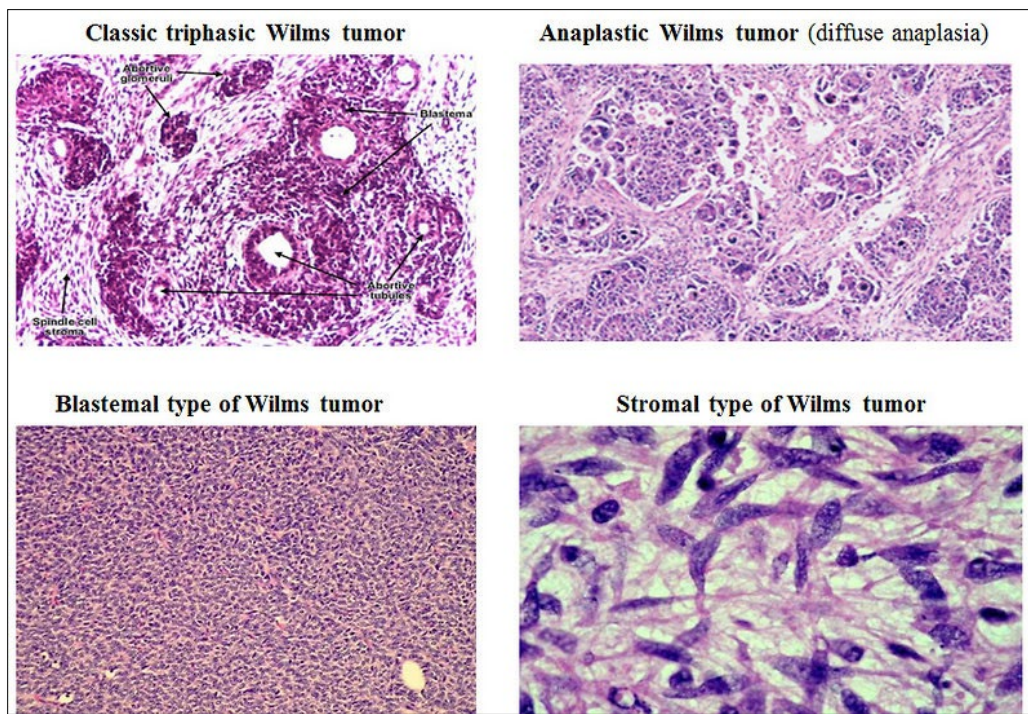 Classic triphasic Wilms tumor
Anaplastic Wilms tumor (diffuse anaplasia)
Abortive
glomeruli
Blastema
Abortive
tubules
Spindle cell
stroma
Blastemal type of Wilms tumor
Stromal type of Wilms tumor